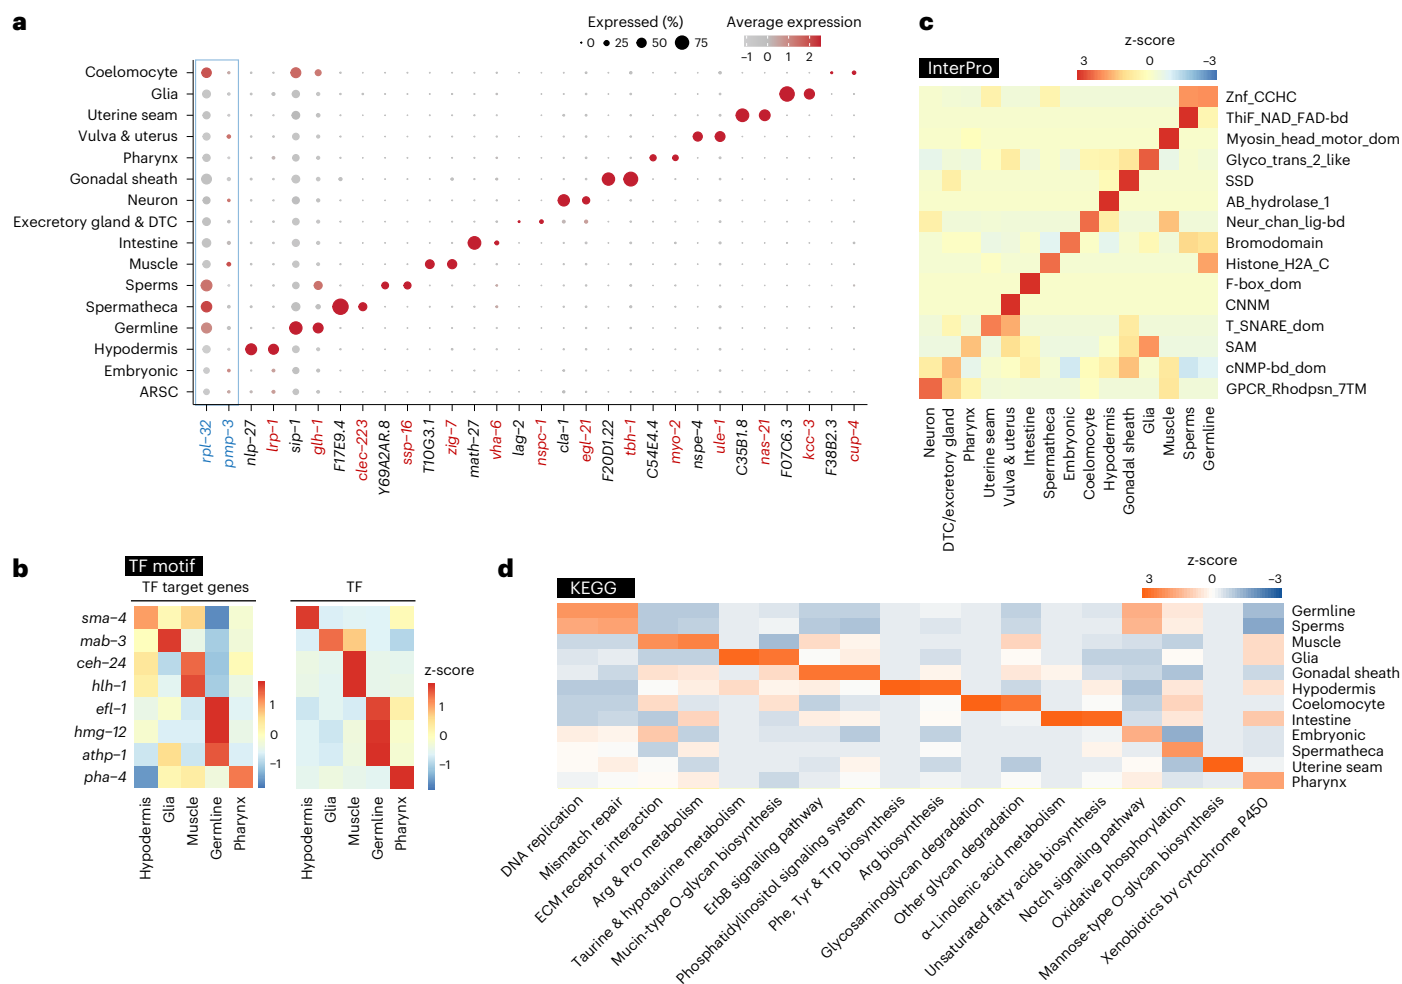 a
Expressed (%)
0 25 50 75
Average expression
−1 0 1 2
Coelomocyte
Glia
Uterine seam
Vulva & uterus
Pharynx
Gonadal sheath
Neuron
Execretory gland & DTC
Intestine
Muscle
Sperms
Spermatheca
Germline
Hypodermis
Embryonic
ARSC
rpl-32
pmp-3
nlp-27
lrp-1
sip-1
glh-1
F17E9.4
clec-223
Y69A2AR.8
ssp-16
T10G3.1
zig-7
math-27
vha-6
lag-2
nspc-1
cla-1
egl-21
F20D1.22
tbh-1
C54E4.4
myo-2
nspe-4
ule-1
C35B1.8
nas-21
F07C6.3
kcc-3
F38B2.3
cup-4
c
z-score
InterPro
3 0 −3
Znf_CCHC
ThiF_NAD_FAD-bd
Myosin_head_motor_dom
Glyco_trans_2_like
SSD
AB_hydrolase_1
Neur_chan_lig-bd
Bromodomain
Histone_H2A_C
F-box_dom
CNNM
T_SNARE_dom
SAM
cNMP-bd_dom
GPCR_Rhodpsn_7TM
Neuron
DTC/excretory gland
Pharynx
Uterine seam
Vulva & uterus
Intestine
Spermatheca
Embryonic
Coelomocyte
Hypodermis
Gonadal sheath
Glia
Muscle
Sperms
Germline
b
TF motif
TF target genes
TF
sma−4
mab−3
ceh−24
hlh−1
efl−1
hmg−12
athp−1
pha−4
1
0
−1
z-score
1
0
−1
Hypodermis
Glia
Muscle
Germline
Pharynx
Hypodermis
Glia
Muscle
Germline
Pharynx
d
KEGG
z-score
3 0 −3
Germline
Sperms
Muscle
Glia
Gonadal sheath
Hypodermis
Coelomocyte
Intestine
Embryonic
Spermatheca
Uterine seam
Pharynx
DNA replication
Mismatch repair
ECM receptor interaction
Arg & Pro metabolism
Taurine & hypotaurine metabolism
Mucin-type O-glycan biosynthesis
ErbB signaling pathway
Phosphatidylinositol signaling system
Phe, Tyr & Trp biosynthesis
Arg biosynthesis
Glycosaminoglycan degradation
Other glycan degradation
α−Linolenic acid metabolism
Unsaturated fatty acids biosynthesis
Notch signaling pathway
Oxidative phosphorylation
Mannose-type O-glycan biosynthesis
Xenobiotics by cytochrome P450